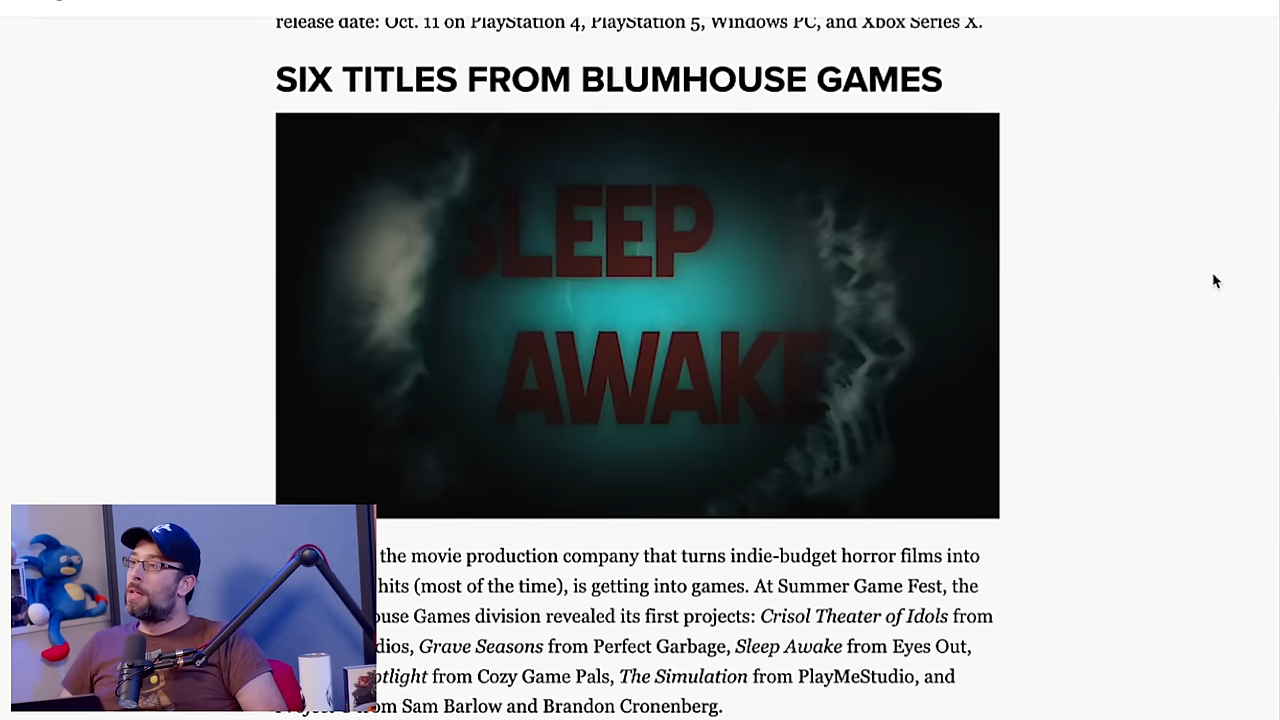 release date: Oct. 11 on PlayStation 4, PlayStation 5, Windows PC, and Xbox Series X.
SIX TITLES FROM BLUMHOUSE GAMES
SLEEP
AWAKE
the movie production company that turns indie-budget horror films into
hits (most of the time), is getting into games. At Summer Game Fest, the
ouse Games division revealed its first projects: Crisol Theater of Idols from
dios, Grave Seasons from Perfect Garbage, Sleep Awake from Eyes Out,
otlight from Cozy Game Pals, The Simulation from PlayMeStudio, and
om Sam Barlow and Brandon Cronenberg.